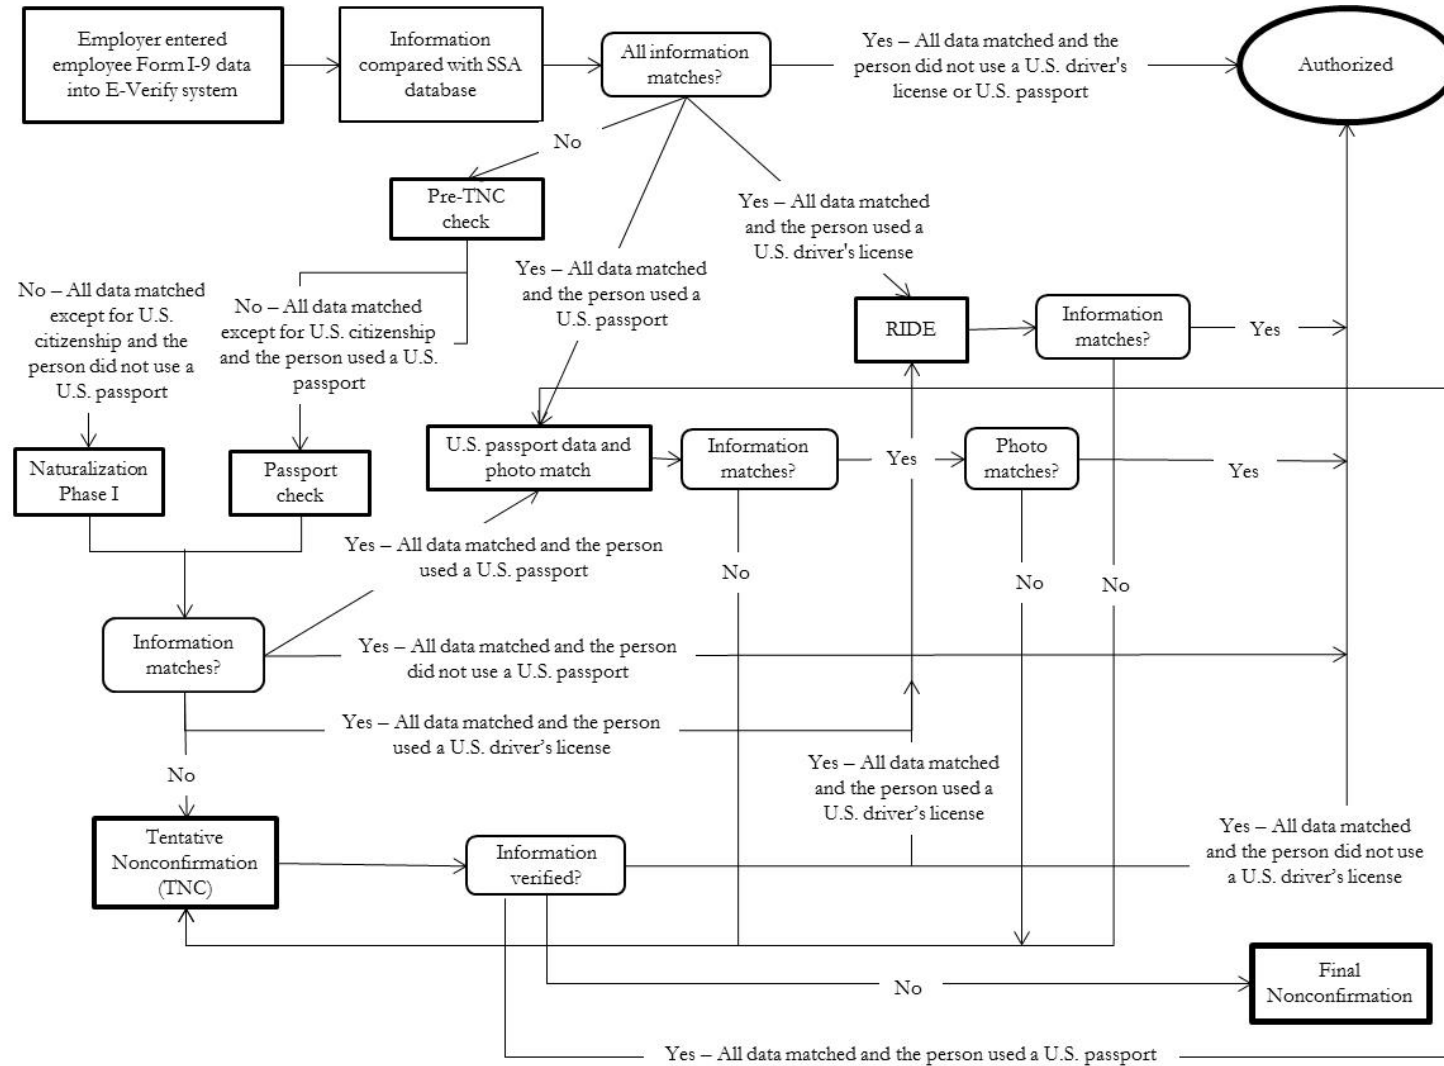 Employer entered
employee Form I-9 data
into E-Verify system
Information
compared with SSA
database
All information
matches?
Yes – All data matched and the
person did not use a U.S. driver's
license or U.S. passport
Authorized
No
Pre-TNC
check
Yes – All data matched
and the person used a
U.S. driver's license
Yes – All data matched
and the person used a
U.S. passport
No – All data matched
except for U.S.
citizenship and the
person did not use a
U.S. passport
No – All data matched
except for U.S. citizenship
and the person used a U.S.
passport
RIDE
Information
matches?
Yes
Naturalization
Phase I
Passport
check
U.S. passport data and
photo match
Information
matches?
Yes
Photo
matches?
Yes
Yes – All data matched and the person
used a U.S. passport
No
No
No
Information
matches?
Yes – All data matched and the person
did not use a U.S. passport
Yes – All data matched and the person
used a U.S. driver’s license
No
Yes – All data matched
and the person used a
U.S. driver’s license
Tentative
Nonconfirmation
(TNC)
Information
verified?
Yes – All data matched
and the person did not use
a U.S. driver’s license
No
Final
Nonconfirmation
Yes – All data matched and the person used a U.S. passport